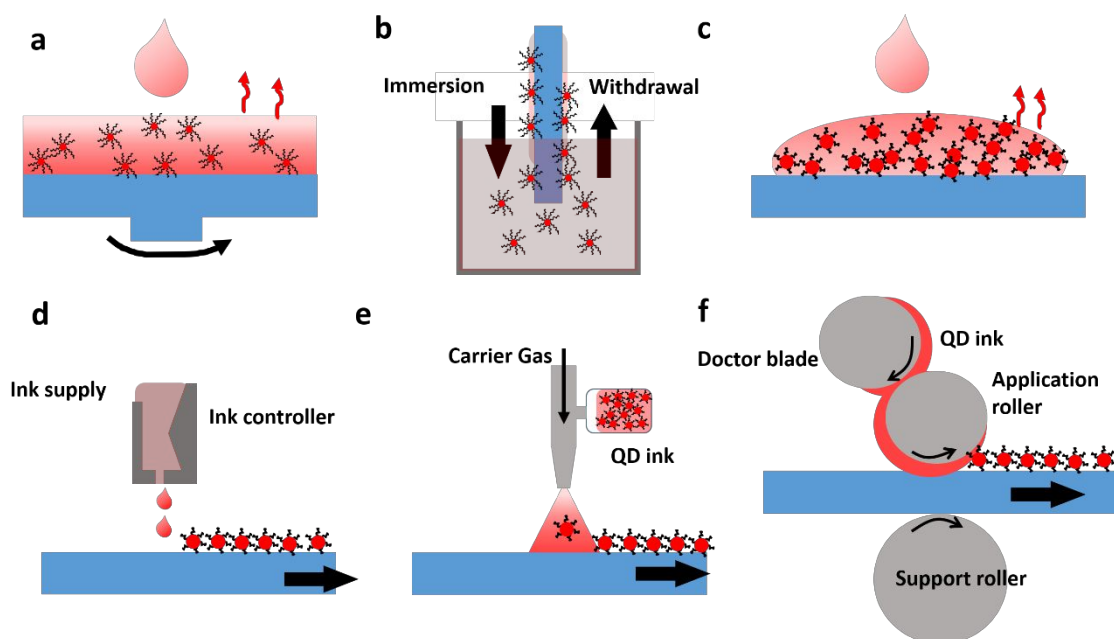 a
b
c
Immersion
Withdrawal
d
e
f
Ink supply
Ink controller
Carrier Gas
QD ink
Doctor blade
QD ink
Application
roller
Support roller